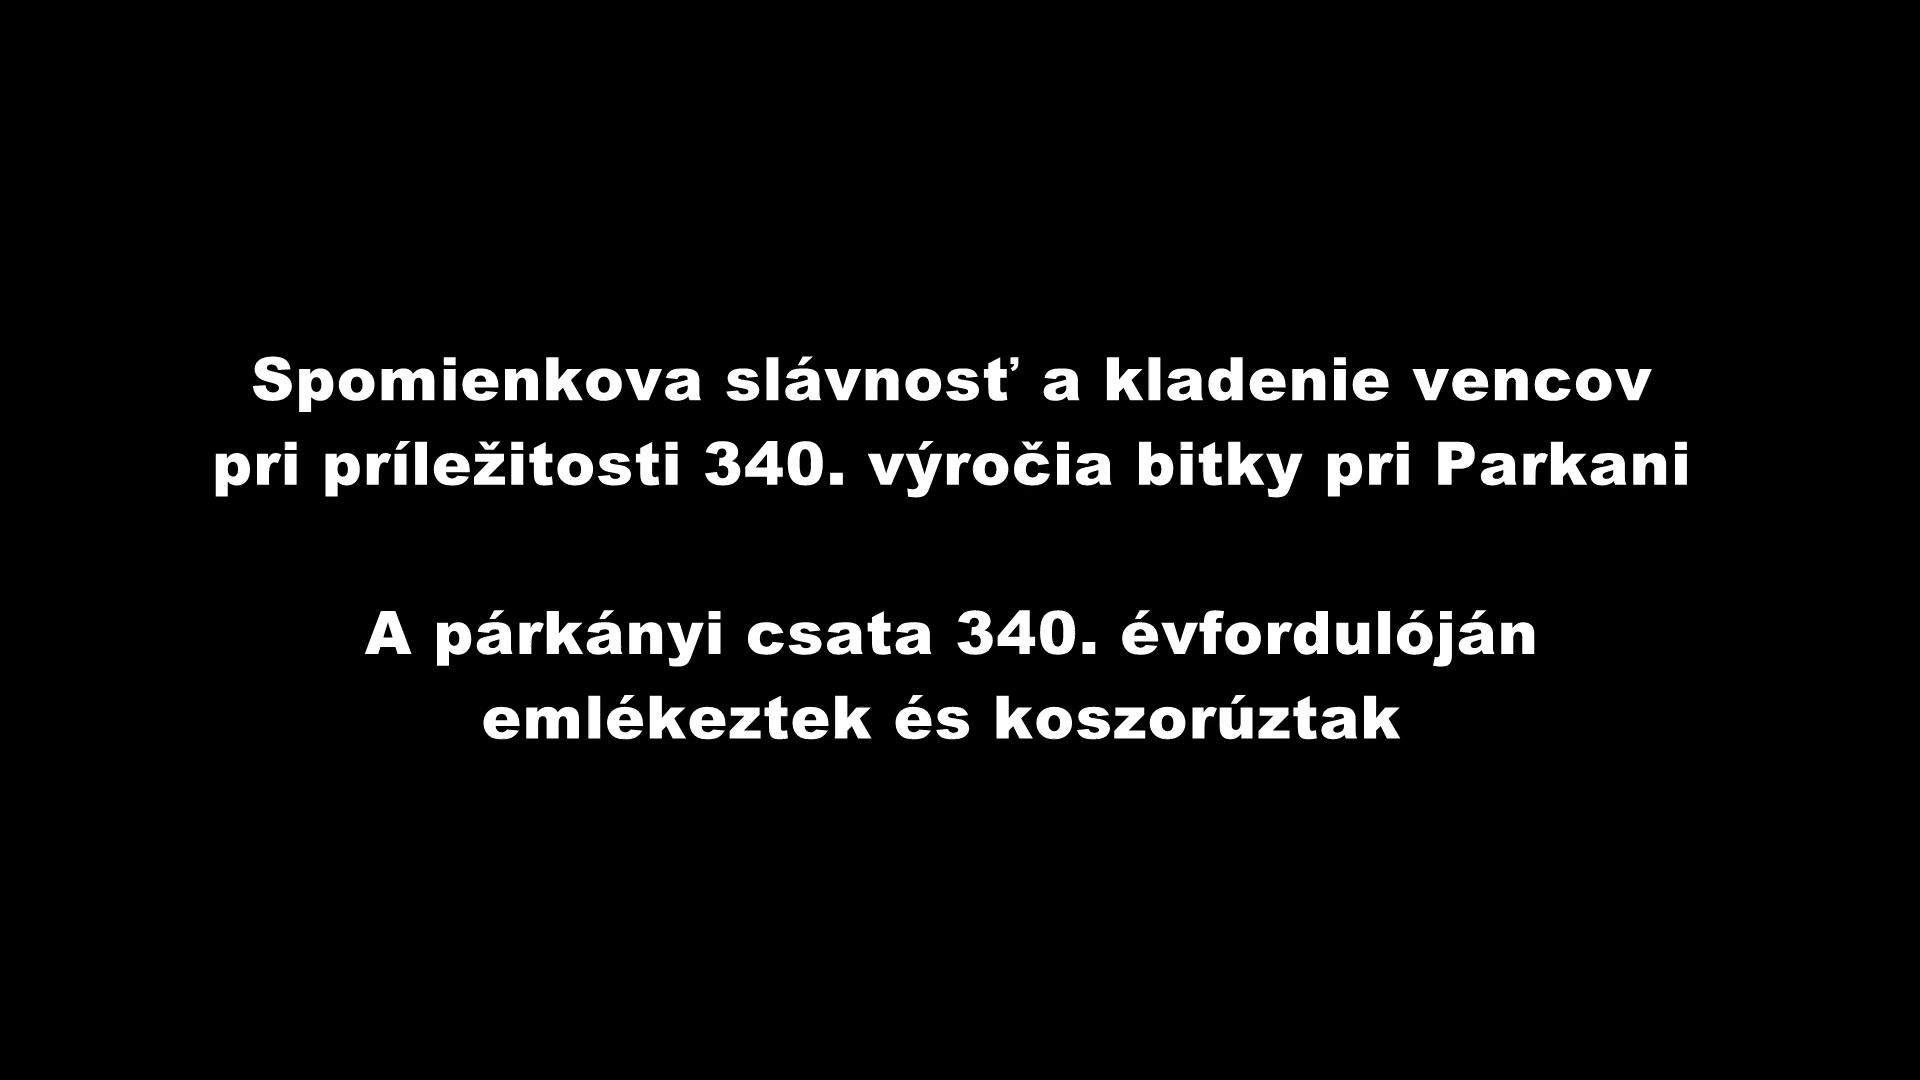 Spomienkova slávnosť a kladenie vencov
pri príležitosti 340. výročia bitky pri Parkani
A párkányi csata 340. évfordulóján
emlékeztek és koszorúztak